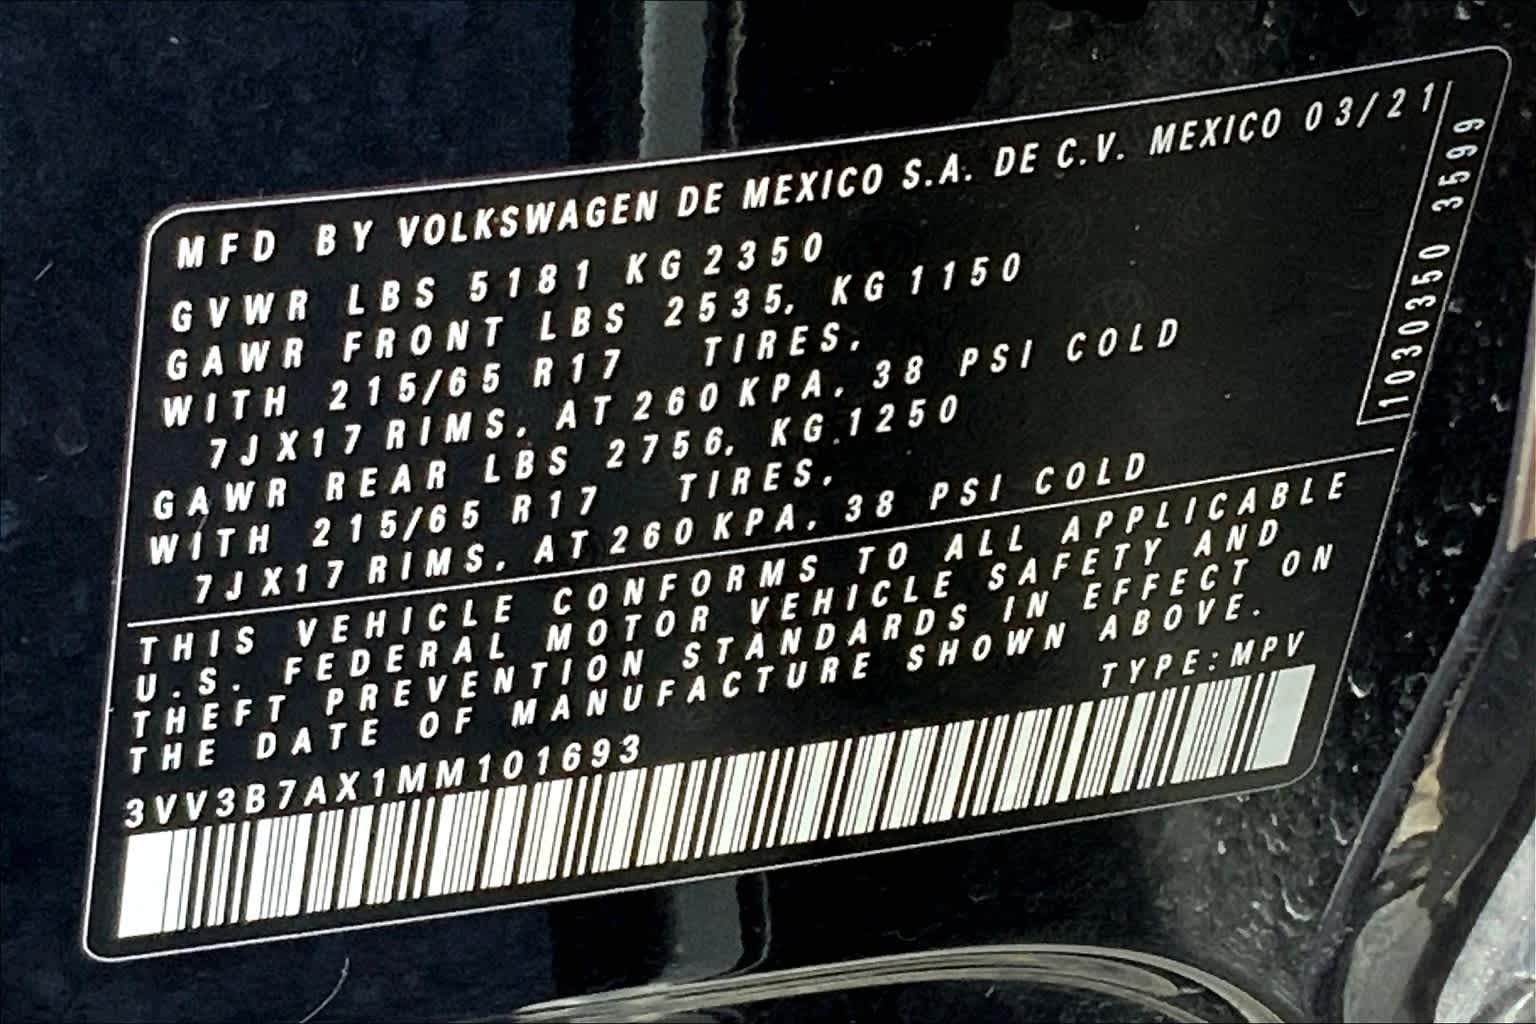 MFD BY VOLKSWAGEN DE MEXICO S.A. DE C.V. MEXICO 03/21
GVWR LBS 5181 KG 2350
GAWR FRONT LBS 2535, KG 1150
WITH 215/65 R17 TIRES,
7J X17 RIMS, AT 260 KPA, 38 PSI COLD
GAWR REAR LBS 2756, KG.1250
WITH 215/65 R17 TIRES,
7J X17 RIMS, AT 260 KPA, 38 PSI COLD
1030350 3599
THIS VEHICLE CONFORMS TO ALL APPLICABLE
U.S. FEDERAL MOTOR VEHICLE SAFETY AND
THEFT PREVENTION STANDARDS IN EFFECT ON
THE DATE OF MANUFACTURE SHOWN ABOVE.
TYPE:MPV
3VV3B7AX1MM101693